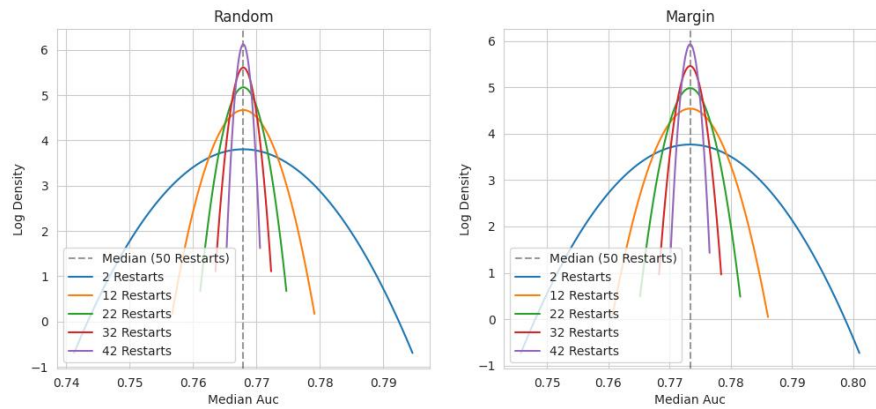 Random
Log Density
6
5
4
3
2
1
0
−1
Median (50 Restarts)
2 Restarts
12 Restarts
22 Restarts
32 Restarts
42 Restarts
0.74 0.75 0.76 0.77 0.78 0.79
Median Auc
Margin
Log Density
6
5
4
3
2
1
0
−1
Median (50 Restarts)
2 Restarts
12 Restarts
22 Restarts
32 Restarts
42 Restarts
0.75 0.76 0.77 0.78 0.79 0.80
Median Auc